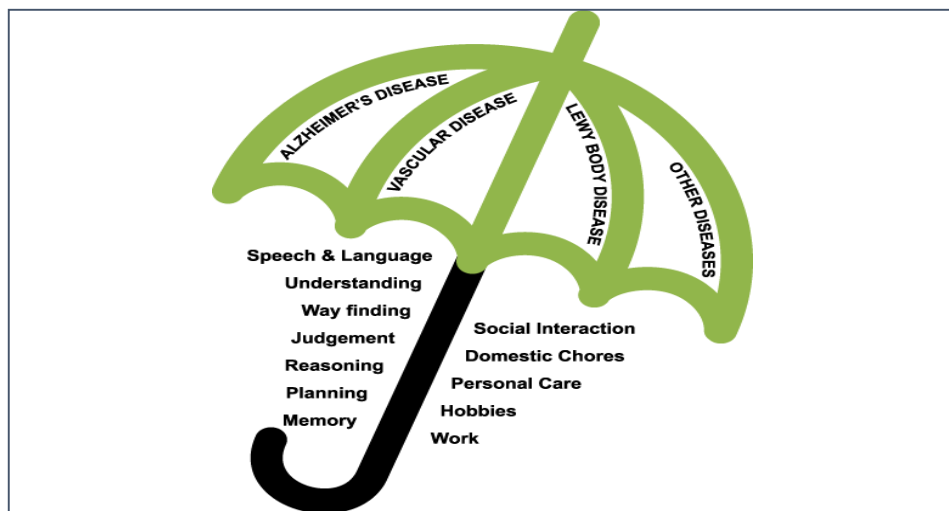 ALZHEIMER'S DISEASE
VASCULAR DISEASE
LEWY BODY DISEASE
OTHER DISEASES
Speech & Language
Understanding
Way finding
Judgement
Reasoning
Planning
Memory
Social Interaction
Domestic Chores
Personal Care
Hobbies
Work